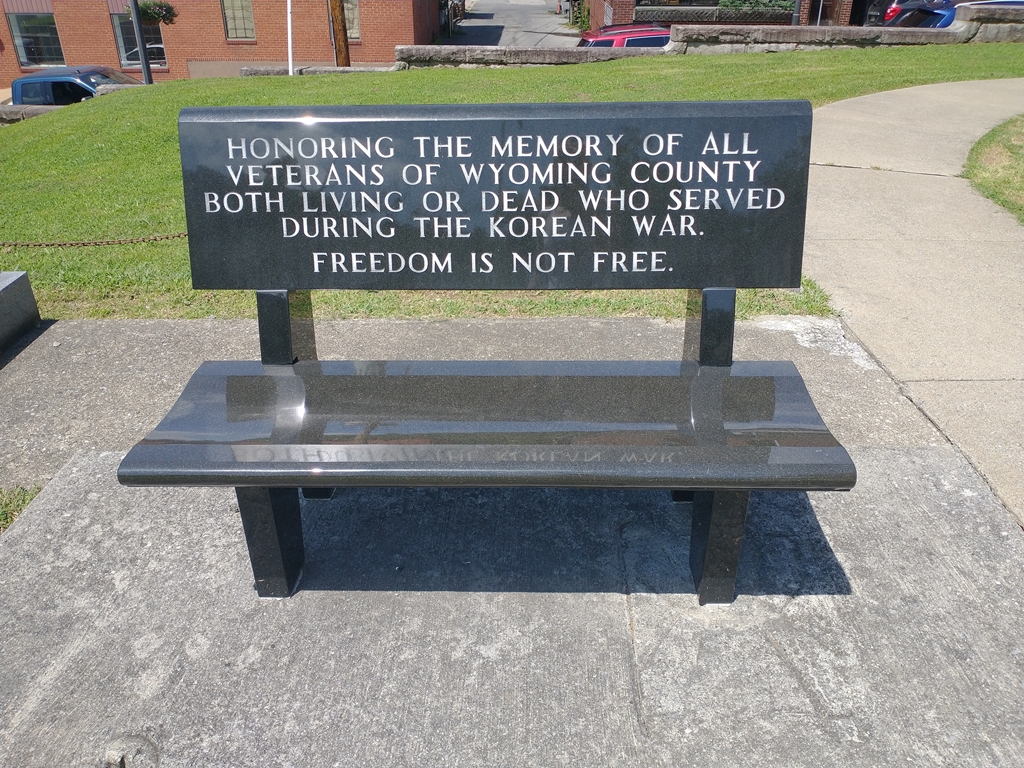 HONORING THE MEMORY OF ALL
VETERANS OF WYOMING COUNTY
BOTH LIVING OR DEAD WHO SERVED
DURING THE KOREAN WAR.
FREEDOM IS NOT FREE.